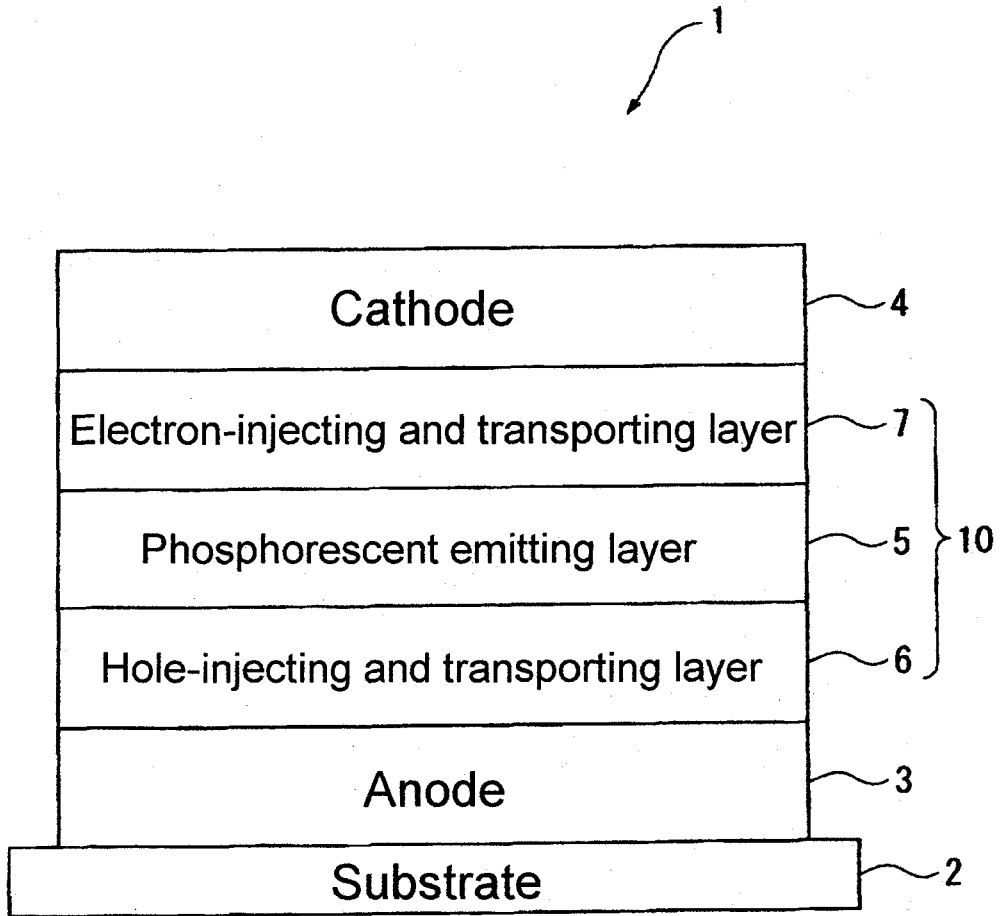 1
Cathode 4
Electron-injecting and transporting layer 7
Phosphorescent emitting layer 5 10
Hole-injecting and transporting layer 6
Anode 3
Substrate 2